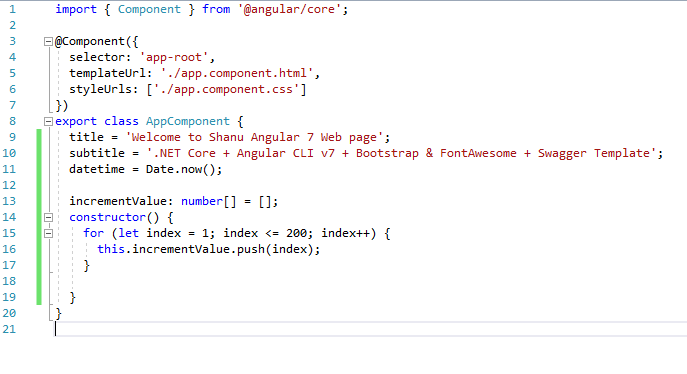 1 import { Component } from '@angular/core';
2
3 @Component({
4   selector: 'app-root',
5   templateUrl: './app.component.html',
6   styleUrls: ['./app.component.css']
7 })
8 export class AppComponent {
9   title = 'Welcome to Shanu Angular 7 Web page';
10   subtitle = '.NET Core + Angular CLI v7 + Bootstrap & FontAwesome + Swagger Template';
11   datetime = Date.now();
12
13   incrementValue: number[] = [];
14   constructor() {
15     for (let index = 1; index <= 200; index++) {
16       this.incrementValue.push(index);
17     }
18
19   }
20 }
21